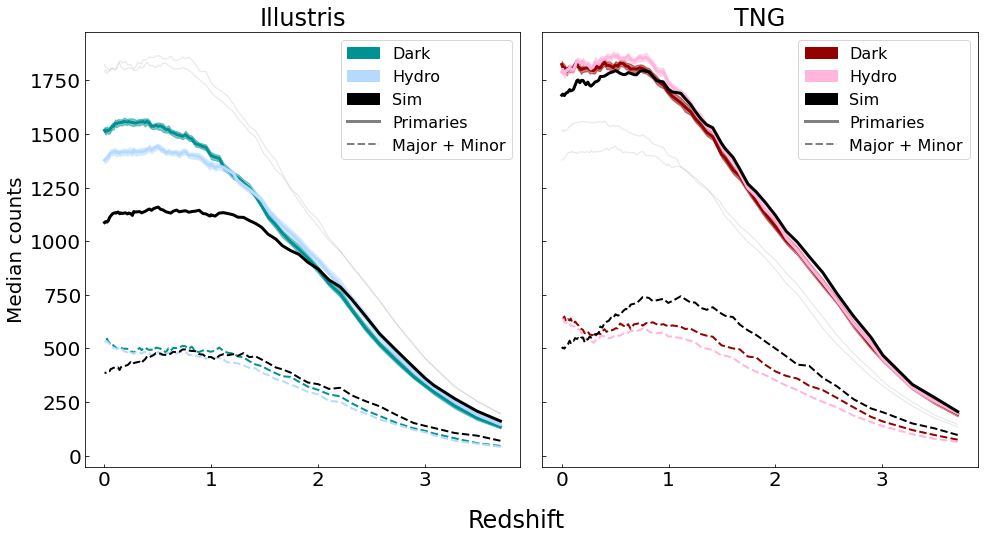 Illustris
TNG
Median counts
1750
1500
1250
1000
750
500
250
0
Dark
Hydro
Sim
Primaries
Major + Minor
Dark
Hydro
Sim
Primaries
Major + Minor
0 1 2 3
0 1 2 3
Redshift